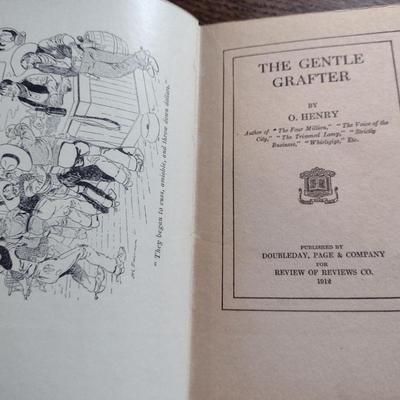 "They began to cuss, amiable, and throw down dollars."
THE GENTLE
GRAFTER
BY
O. HENRY
Author of "The Four Million," "The Voice of the
City," "The Trimmed Lamp," "Strictly
Business," "Whirligigs," Etc.
PUBLISHED BY
DOUBLEDAY, PAGE & COMPANY
FOR
REVIEW OF REVIEWS CO.
1912